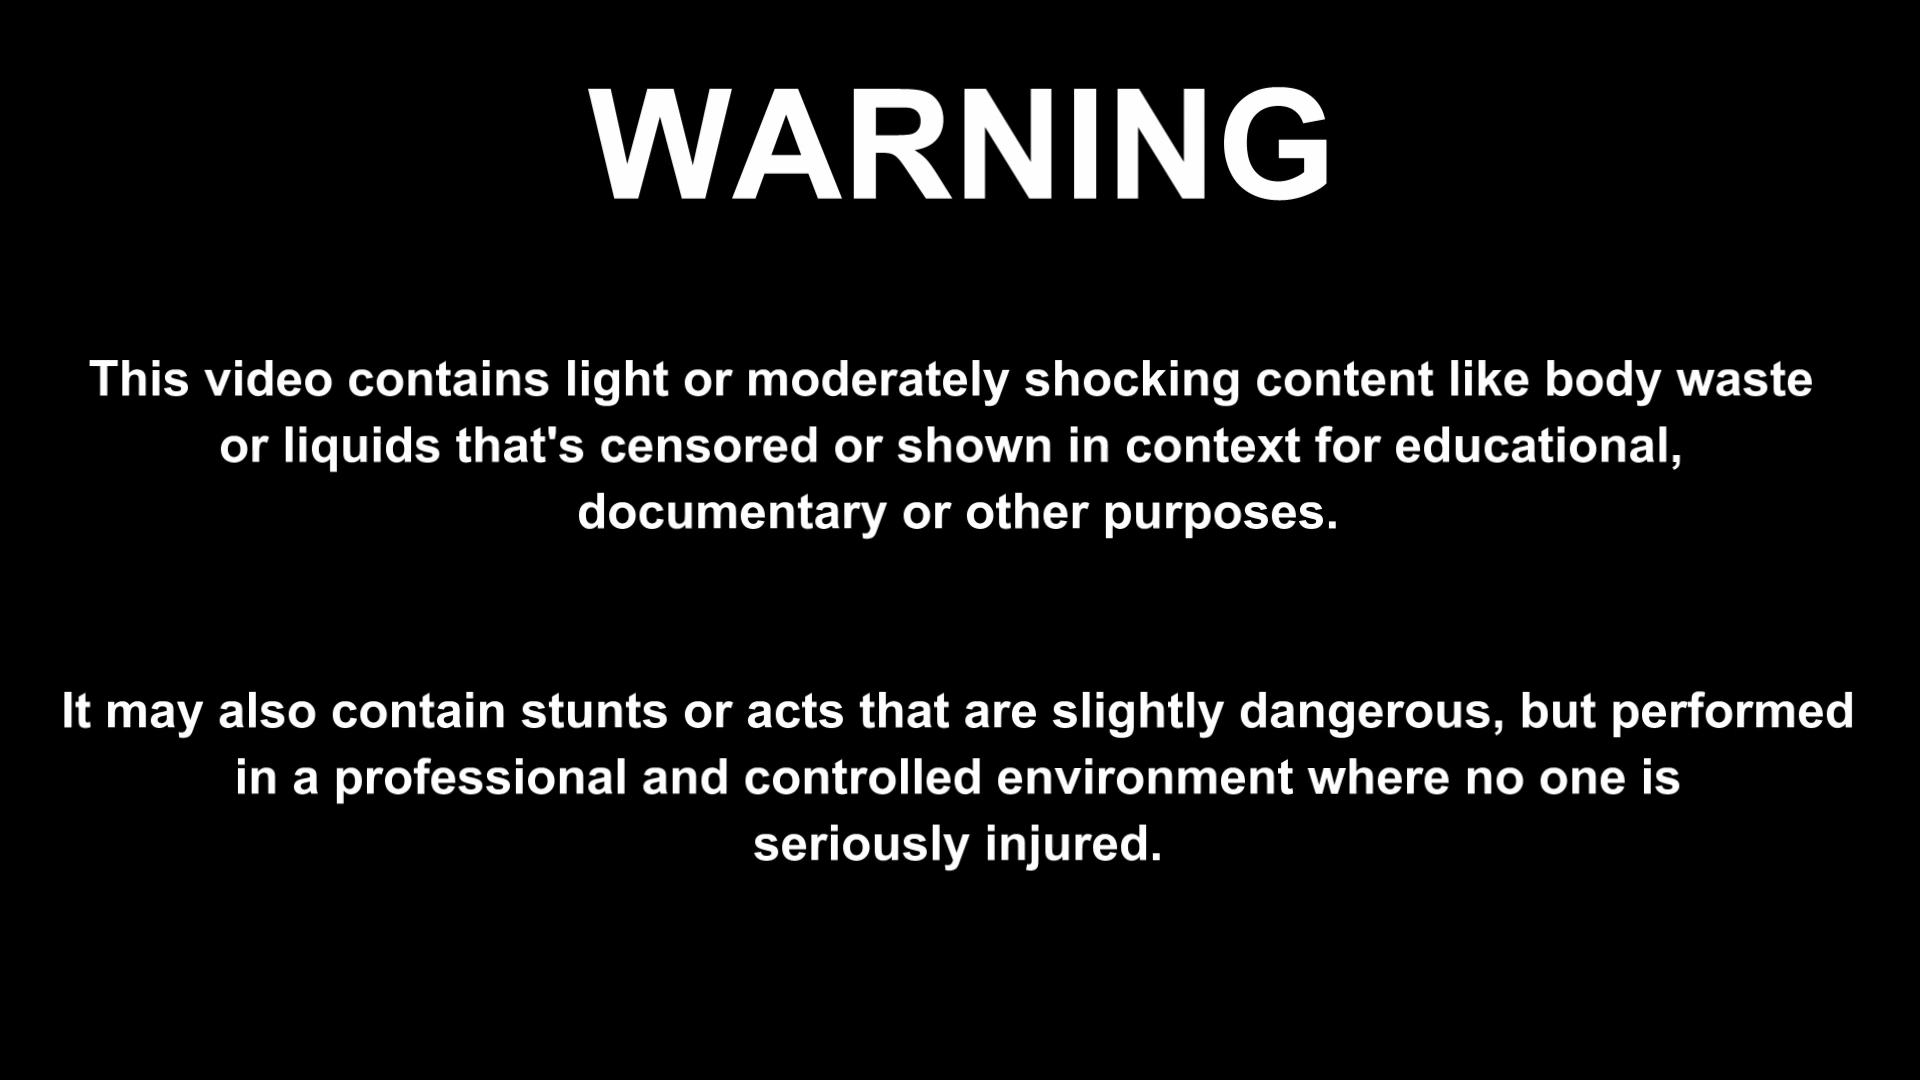 WARNING
This video contains light or moderately shocking content like body waste
or liquids that's censored or shown in context for educational,
documentary or other purposes.
It may also contain stunts or acts that are slightly dangerous, but performed
in a professional and controlled environment where no one is
seriously injured.